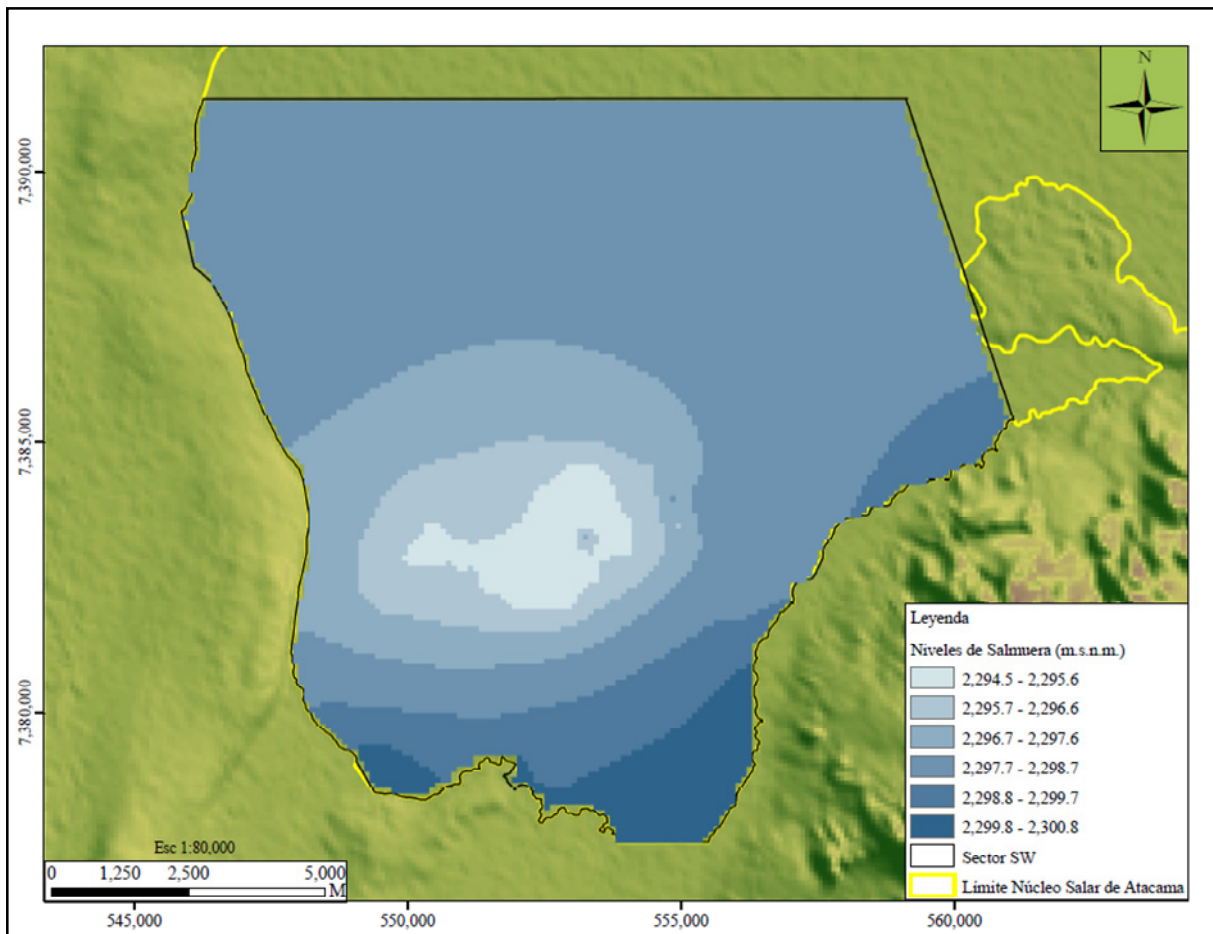 N
7,390,000
7,385,000
7,380,000
Leyenda
Niveles de Salmuera (m.s.n.m.)
2,294.5 - 2,295.6
2,295.7 - 2,296.6
2,296.7 - 2,297.6
2,297.7 - 2,298.7
2,298.8 - 2,299.7
2,299.8 - 2,300.8
Sector SW
Límite Núcleo Salar de Atacama
Esc 1:80,000
0 1,250 2,500 5,000
M
545,000 550,000 555,000 560,000